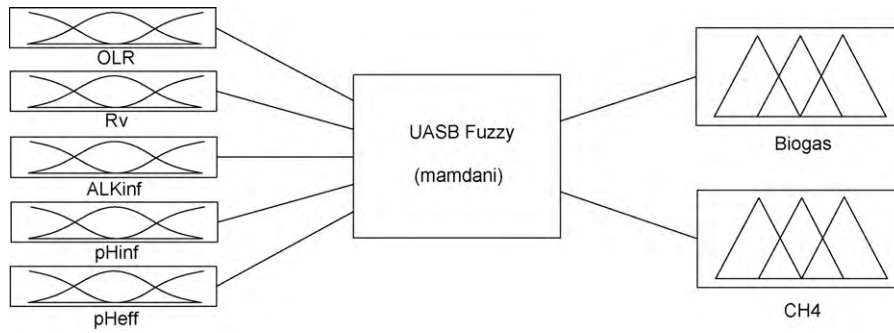 OLR
Rv
ALKinf
pHinf
pHeff
UASB Fuzzy
(mamdani)
Biogas
CH4